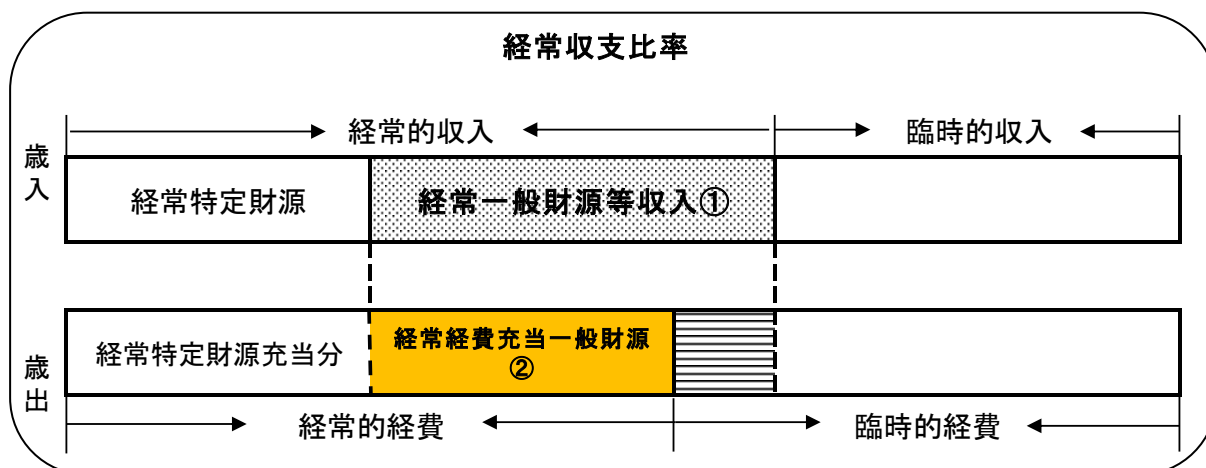 経常収支比率
経常的収入
臨時的収入
歳入
経常特定財源
経常一般財源等収入①
歳出
経常特定財源充当分
経常経費充当一般財源
②
経常的経費
臨時的経費